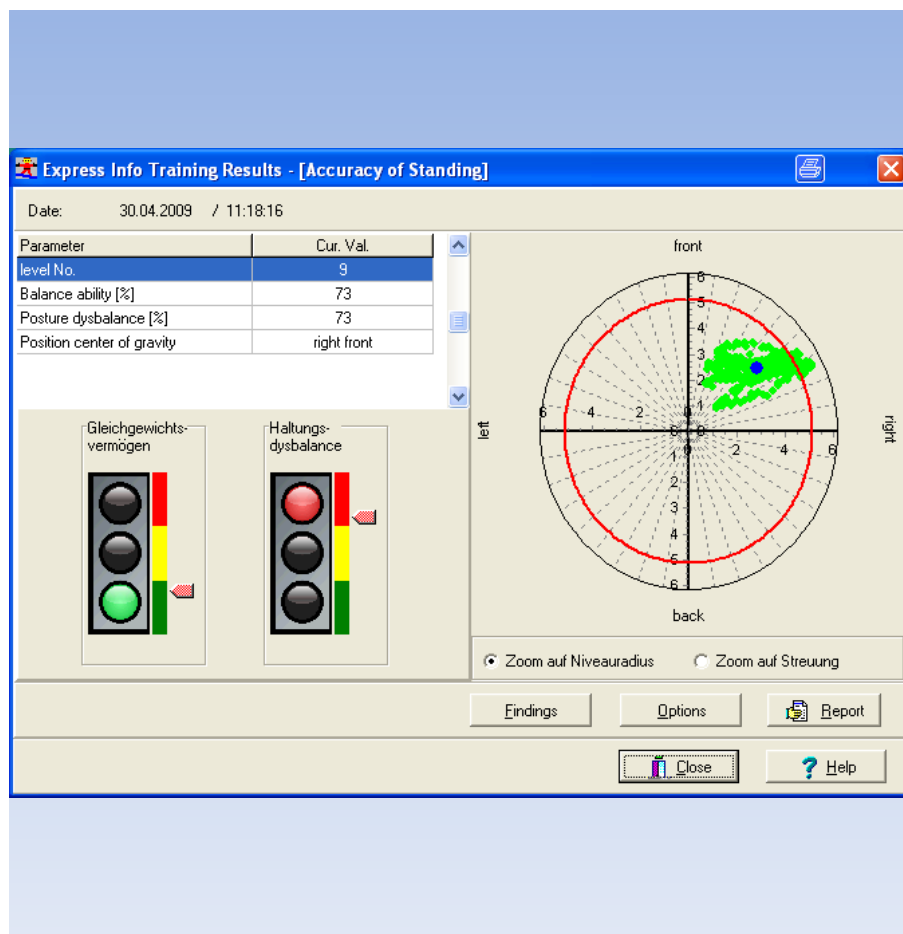 Express Info Training Results - [Accuracy of Standing]
Date: 30.04.2009 / 11:18:16
Parameter Cur. Val.
level No. 9
Balance ability [%] 73
Posture dysbalance [%] 73
Position center of gravity right front
Gleichgewichts-
vermögen
Haltungs-
dysbalance
front
6
5
4
3
2
1
left
6 4 2 0 0
right
0 2 4 6
1
2
3
4
5
6
back
Zoom auf Niveauradius Zoom auf Streuung
Findings Options Report
Close Help